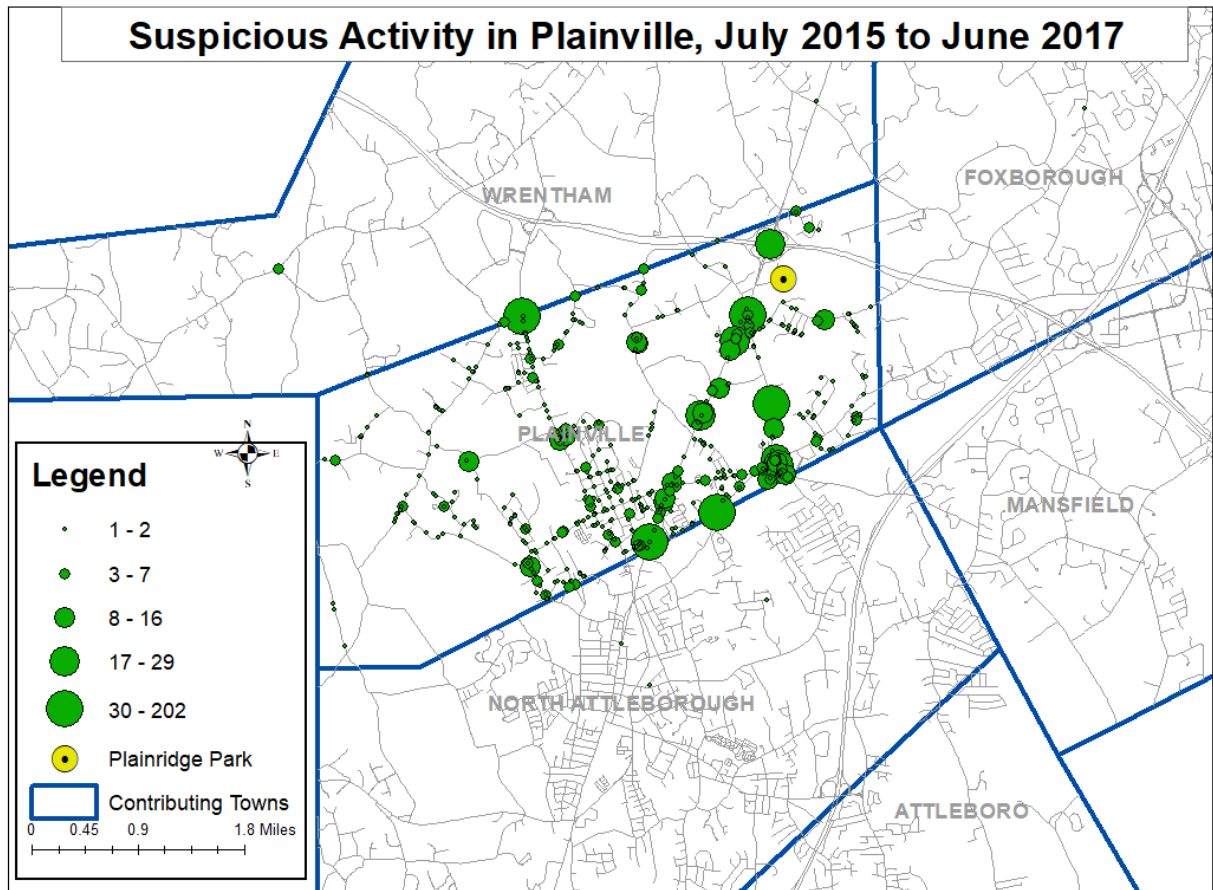 Suspicious Activity in Plainville, July 2015 to June 2017
WRENTHAM
FOXBOROUGH
PLAINVILLE
MANSFIELD
NORTH ATTLEBOROUGH
ATTLEBORO
N
W
E
S
Legend
1 - 2
3 - 7
8 - 16
17 - 29
30 - 202
Plainridge Park
Contributing Towns
0 0.45 0.9 1.8 Miles